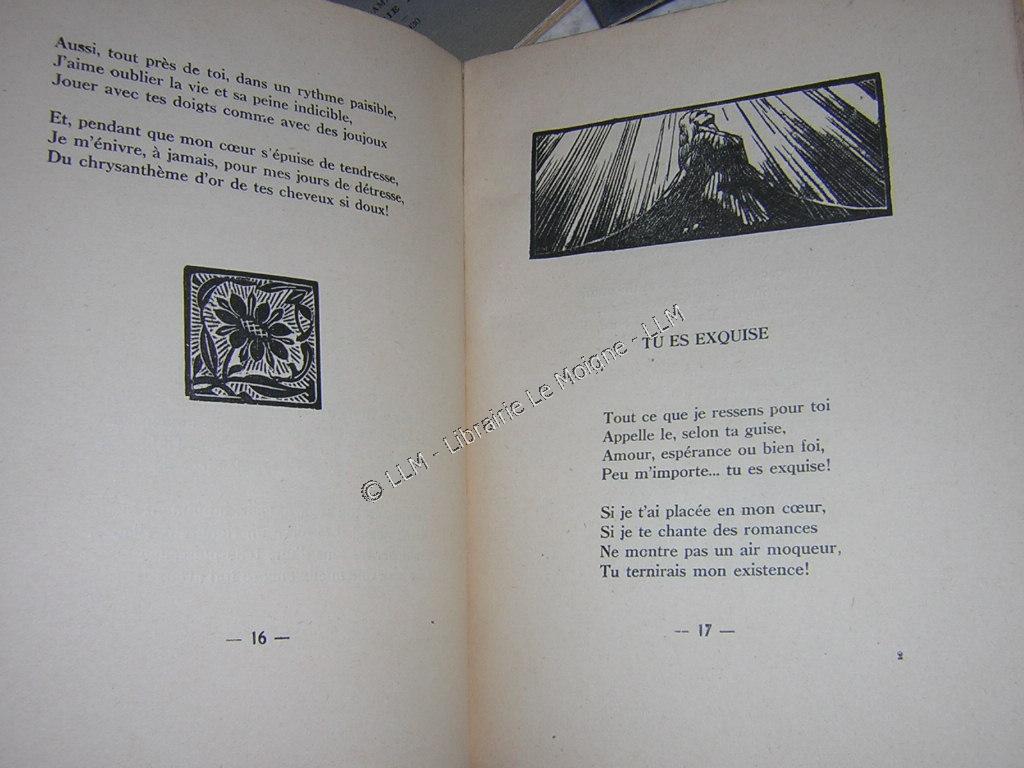 Aussi, tout près de toi, dans un rythme paisible,
J'aime oublier la vie et sa peine indicible,
Jouer avec tes doigts comme avec des joujoux
Et, pendant que mon cœur s'épuise de tendresse,
Je m'énivre, à jamais, pour mes jours de détresse,
Du chrysanthème d'or de tes cheveux si doux!
— 16 —
TU ES EXQUISE
Tout ce que je ressens pour toi
Appelle le, selon ta guise,
Amour, espérance ou bien foi,
Peu m'importe... tu es exquise!
Si je t'ai placée en mon cœur,
Si je te chante des romances
Ne montre pas un air moqueur,
Tu ternirais mon existence!
— 17 —
2
© LLM - Librairie Le Moigne - LLM